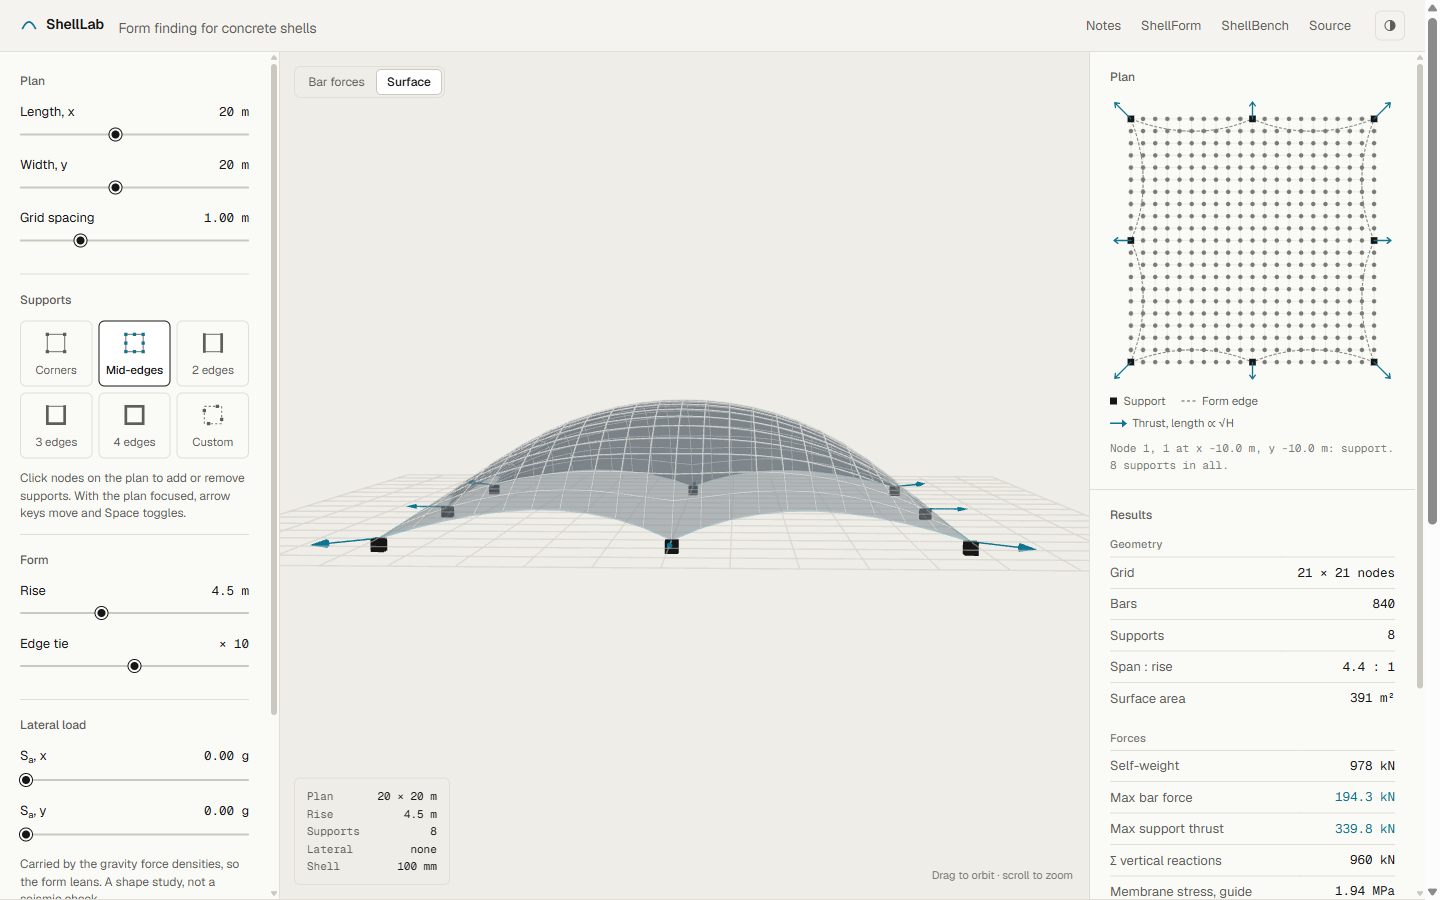 ShellLab Form finding for concrete shells
Notes ShellForm ShellBench Source
Plan
Length, x 20 m
Width, y 20 m
Grid spacing 1.00 m
Supports
Corners Mid-edges 2 edges
3 edges 4 edges Custom
Click nodes on the plan to add or remove
supports. With the plan focused, arrow
keys move and Space toggles.
Form
Rise 4.5 m
Edge tie × 10
Lateral load
Sa, x 0.00 g
Sa, y 0.00 g
Carried by the gravity force densities, so
the form leans. A shape study, not a
seismic check.
Bar forces Surface
Plan 20 × 20 m
Rise 4.5 m
Supports 8
Lateral none
Shell 100 mm
Drag to orbit · scroll to zoom
Plan
Support Form edge
Thrust, length ∝ √H
Node 1, 1 at x -10.0 m, y -10.0 m: support.
8 supports in all.
Results
Geometry
Grid 21 × 21 nodes
Bars 840
Supports 8
Span : rise 4.4 : 1
Surface area 391 m²
Forces
Self-weight 978 kN
Max bar force 194.3 kN
Max support thrust 339.8 kN
Σ vertical reactions 960 kN
Membrane stress, guide 1.94 MPa